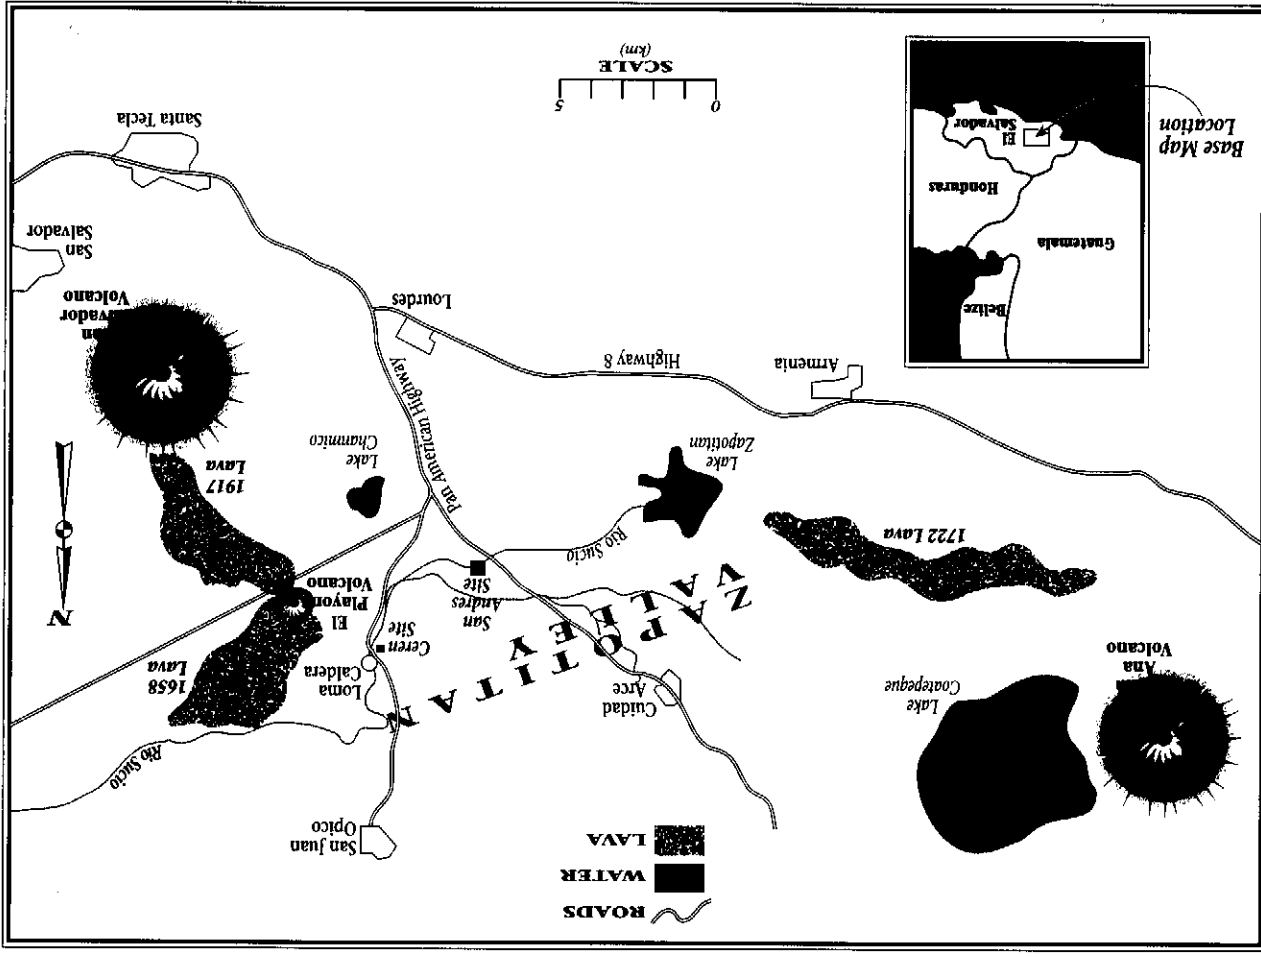 ROADS
WATER
LAVA
San Juan
Opico
Rio Sucio
Lake
Coatepeque
Ana
Volcano
Cuidad
Arce
ZAPOTITAN
VALLEY
Loma
Caldera
1658
Lava
Ceren
Site
San
Andres
Site
El
Playon
Volcano
N
1722 Lava
Rio Sucio
Lake
Zapotitan
Pan American Highway
Lake
Chanmico
1917
Lava
Armenia
Highway 8
Lourdes
Volcano
San
Salvador
Santa Tecla
Belize
Guatemala
Honduras
El
Salvador
Base Map
Location
0
5
SCALE
(km)